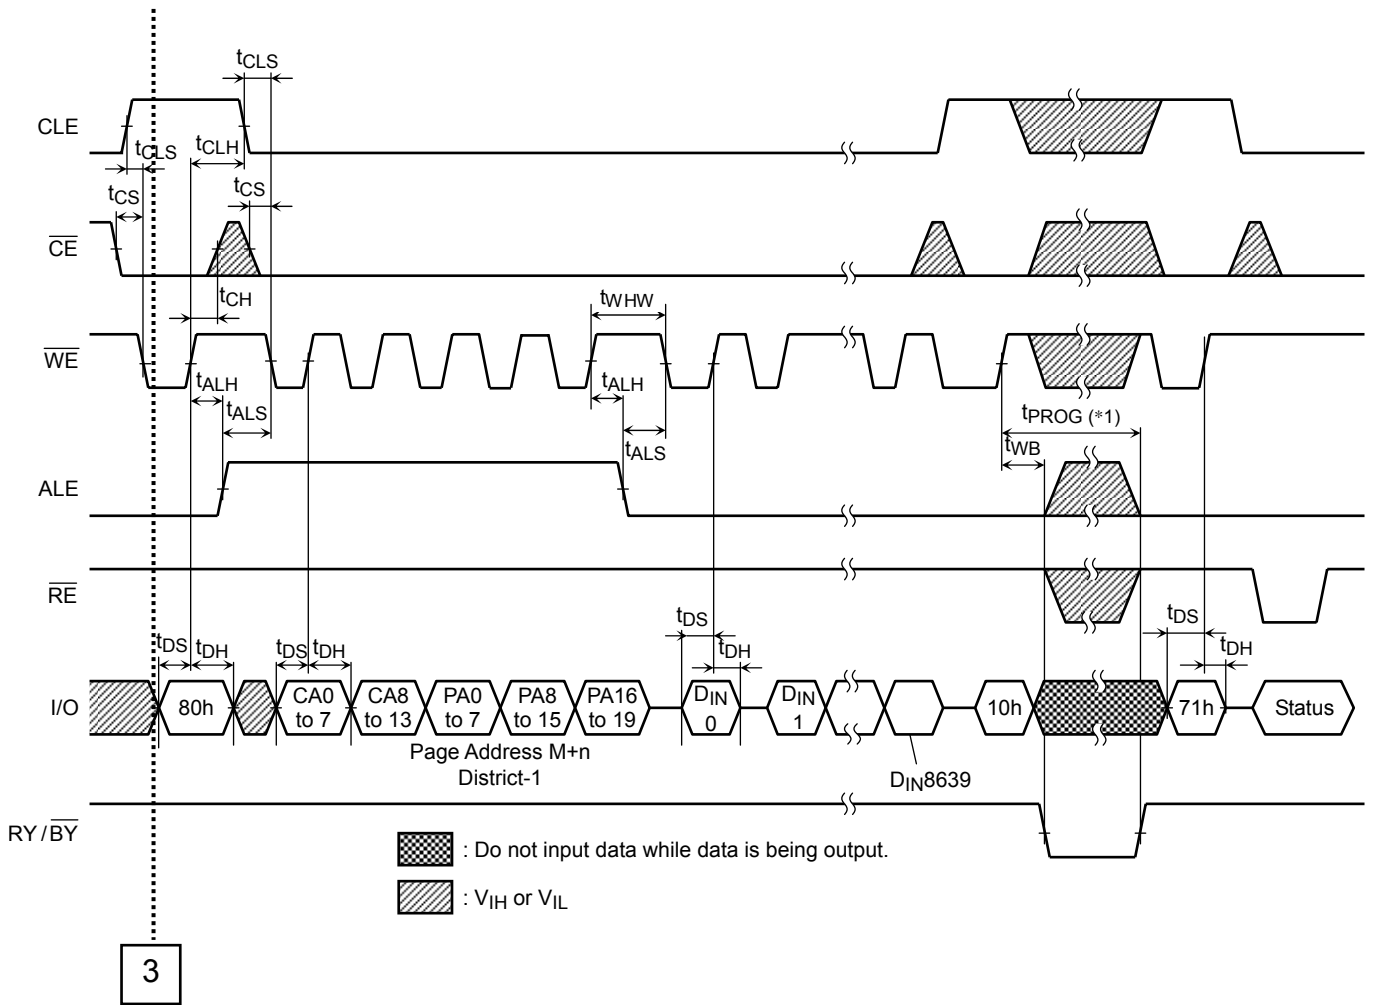 tCLS
CLE
tCLS
tCLH
tCS
tCS
CE
tCH
tWHW
WE
tALH
tALH
tALS
tPROG (*1)
tALS
tWB
ALE
RE
tDS
tDH
tDS
tDH
tDS
tDH
tDS
tDH
I/O
80h
CA0 to 7
CA8 to 13
PA0 to 7
PA8 to 15
PA16 to 19
DIN 0
DIN 1
10h
71h
Status
Page Address M+n
District-1
DIN8639
RY/BY
: Do not input data while data is being output.
: VIH or VIL
3